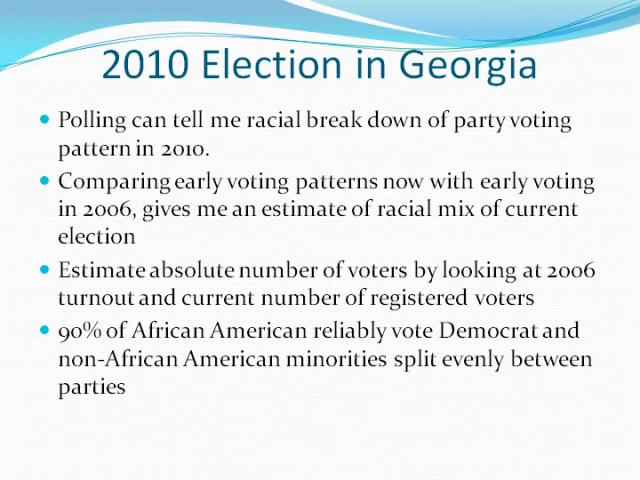 2010 Election in Georgia
Polling can tell me racial break down of party voting
pattern in 2010.
Comparing early voting patterns now with early voting
in 2006, gives me an estimate of racial mix of current
election
Estimate absolute number of voters by looking at 2006
turnout and current number of registered voters
90% of African American reliably vote Democrat and
non-African American minorities split evenly between
parties